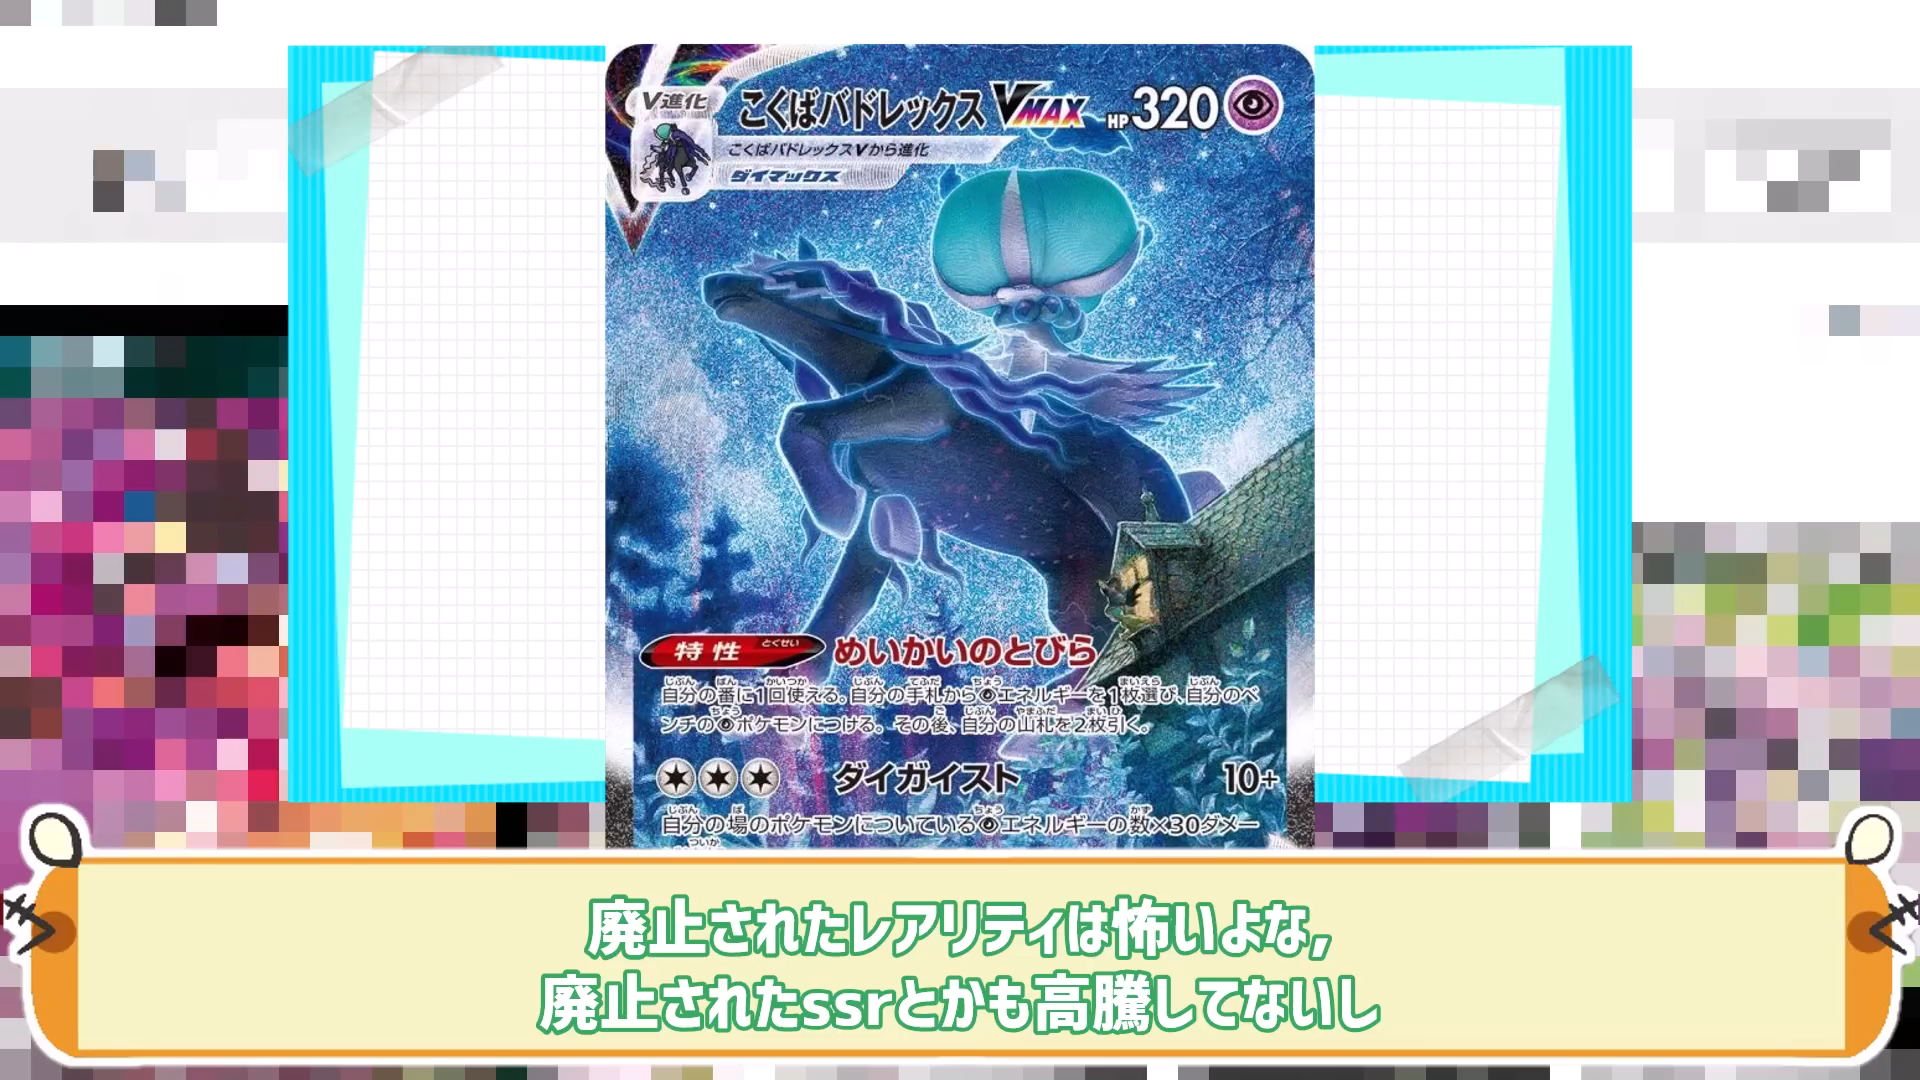 V進化
こくばバドレックスVMAX HP320
こくばバドレックスVから進化
ダイマックス
特性 とくせい めいかいのとびら
自分の番に1回使える。自分の手札から エネルギーを1枚選び、自分のベ
ンチの ポケモンにつける。その後、自分の山札を2枚引く。
ダイガイスト 10+
自分の場のポケモンについている エネルギーの数×30ダメー
廃止されたレアリティは怖いよな,
廃止されたssrとかも高騰してないし